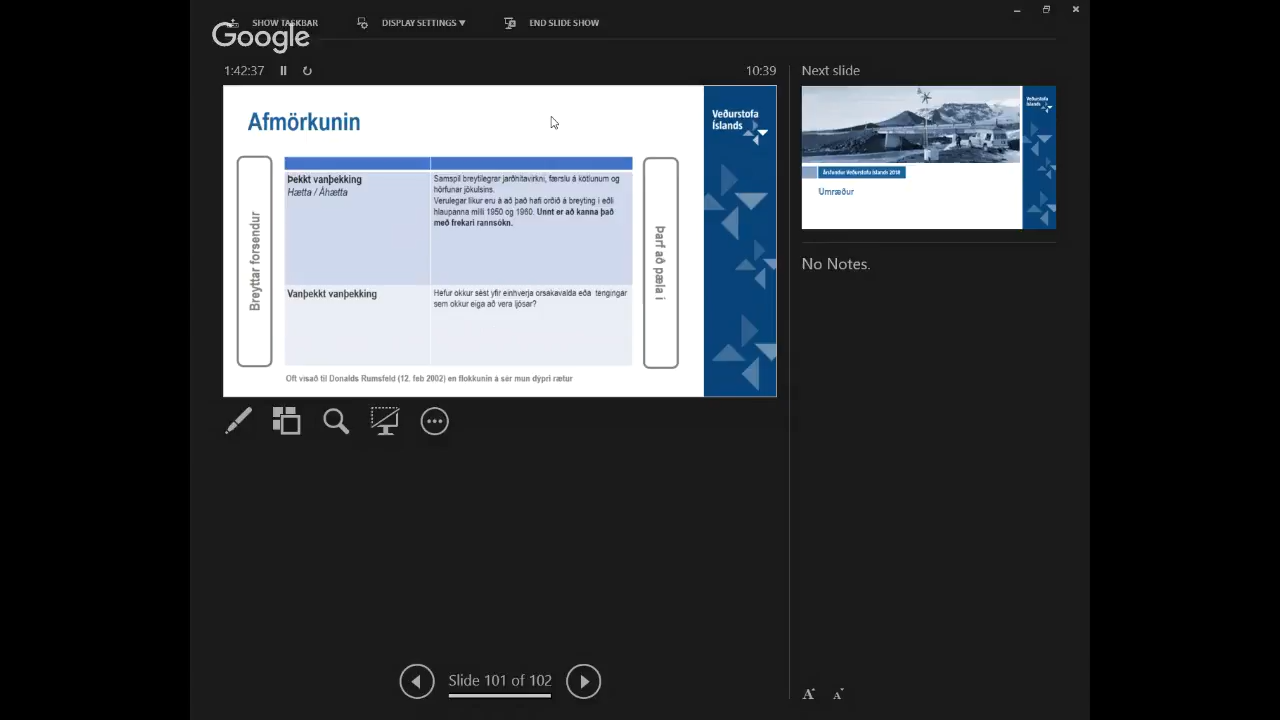 SHOW TASKBAR
DISPLAY SETTINGS ▼
END SLIDE SHOW
Google
1:42:37
10:39
Next slide
Afmörkunin
Veðurstofa
Íslands
Breyttar forsendur
Þekkt vanþekking
Hætta / Áhætta
Samspil breytilegrar jarðhitavirkni, færslu á kötlunum og
hörfunar jökulsins.
Verulegar líkur eru á að það hafi orðið á breyting í eðli
hlaupanna milli 1950 og 1960. Unnt er að kanna það
með frekari rannsókn.
Vanþekkt vanþekking
Hefur okkur sést yfir einhverja orsakavalda eða tengingar
sem okkur eiga að vera ljósar?
Þarf að pæla í
Oft vísað til Donalds Rumsfeld (12. feb 2002) en flokkunin á sér mun dýpri rætur
Veðurstofa
Íslands
Ársfundur Veðurstofu Íslands 2018
Umræður
No Notes.
Slide 101 of 102
A
A